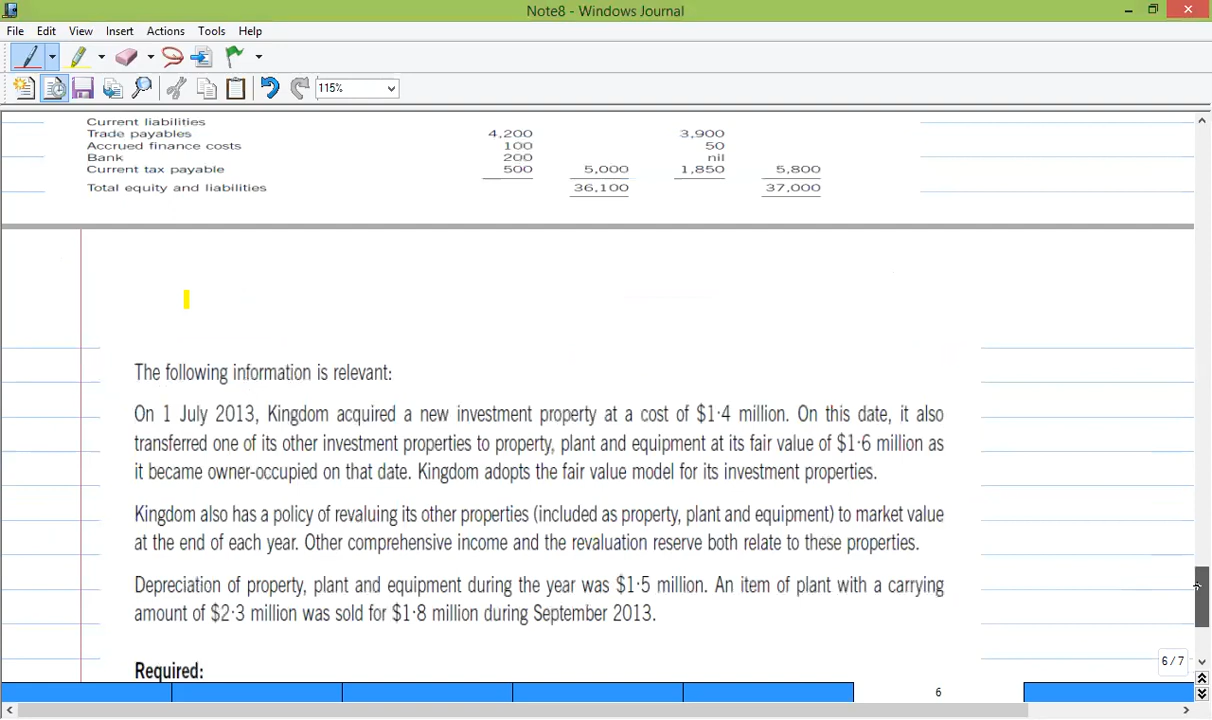 Note8 - Windows Journal
File Edit View Insert Actions Tools Help
115%
Current liabilities
Trade payables 4,200 3,900
Accrued finance costs 100 50
Bank 200 nil
Current tax payable 500 5,000 1,850 5,800
Total equity and liabilities 36,100 37,000
The following information is relevant:
On 1 July 2013, Kingdom acquired a new investment property at a cost of $1·4 million. On this date, it also
transferred one of its other investment properties to property, plant and equipment at its fair value of $1·6 million as
it became owner-occupied on that date. Kingdom adopts the fair value model for its investment properties.
Kingdom also has a policy of revaluing its other properties (included as property, plant and equipment) to market value
at the end of each year. Other comprehensive income and the revaluation reserve both relate to these properties.
Depreciation of property, plant and equipment during the year was $1·5 million. An item of plant with a carrying
amount of $2·3 million was sold for $1·8 million during September 2013.
Required:
6 / 7
6